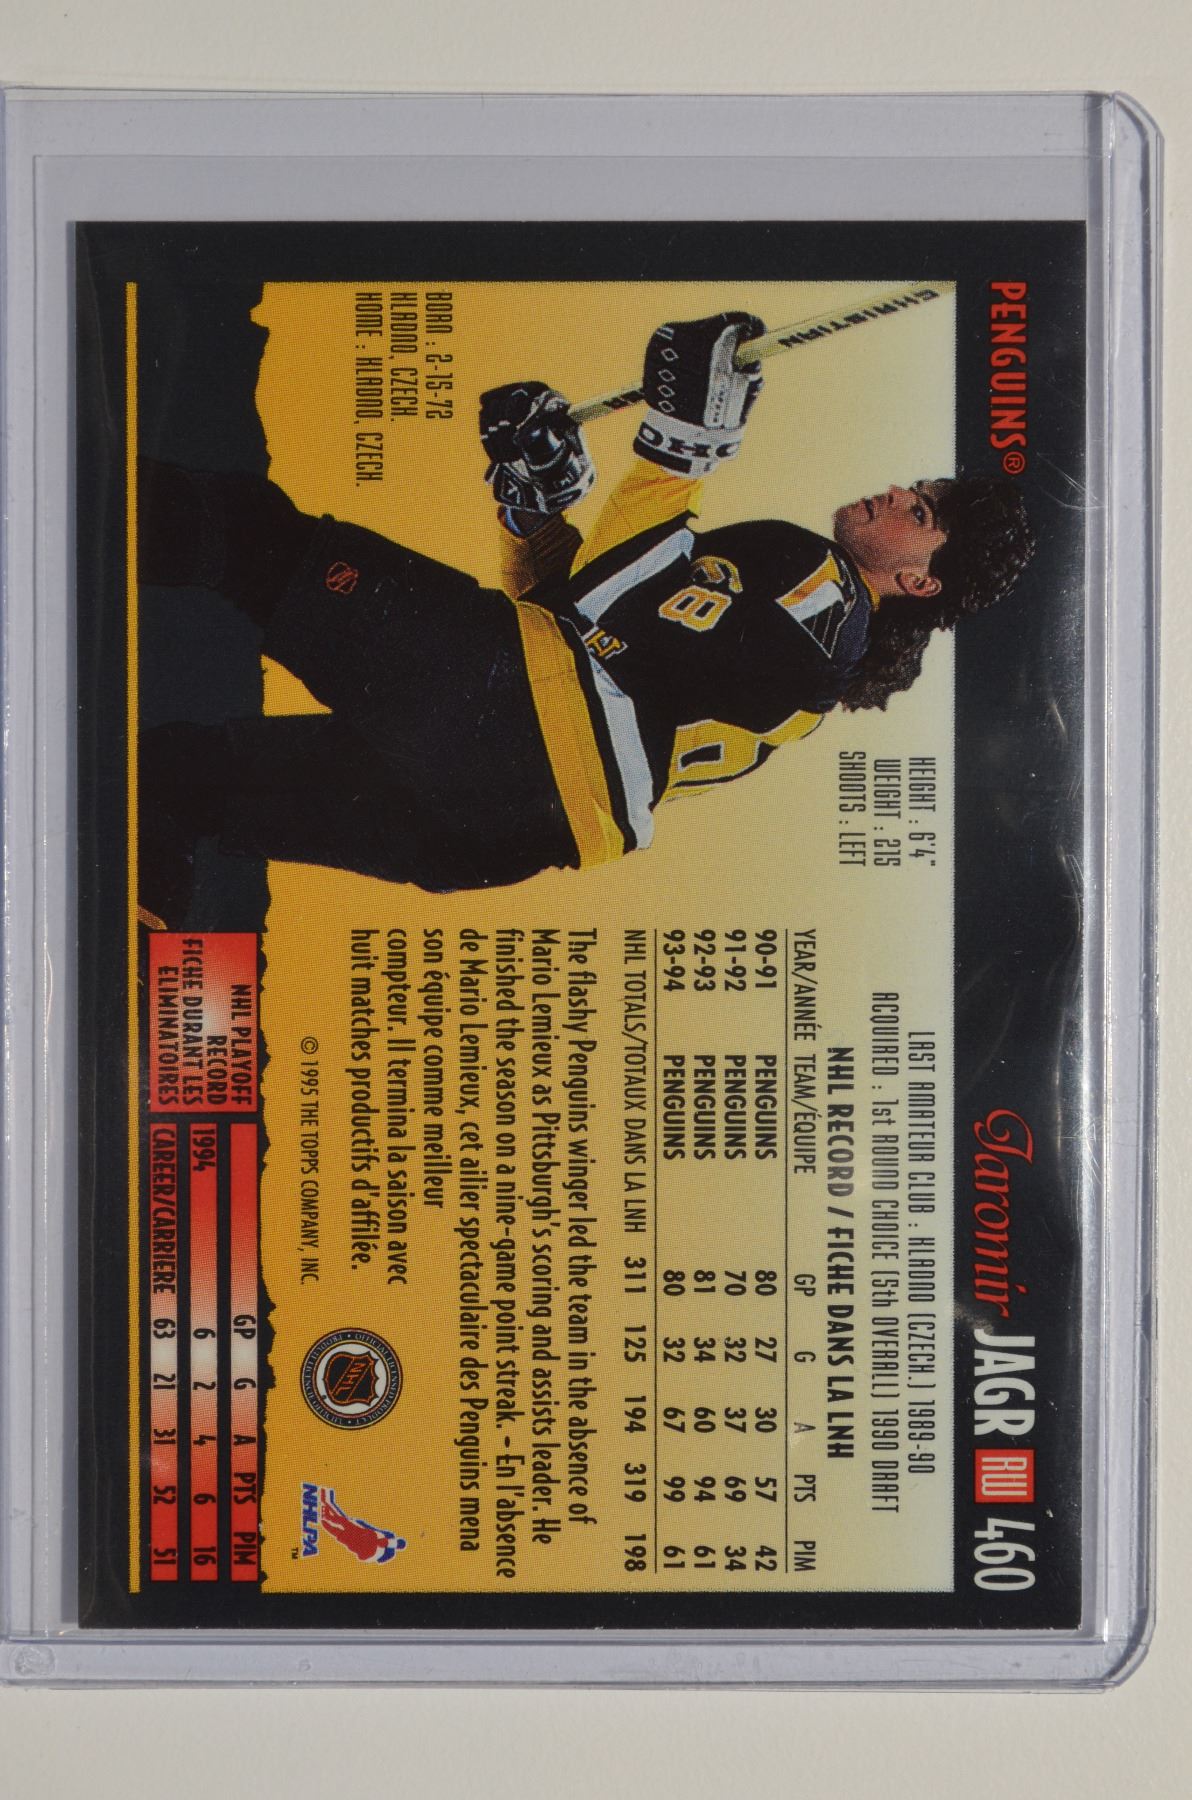 PENGUINS®
Jaromir JAGR RW 460
HEIGHT : 6'4"
WEIGHT : 215
SHOOTS : LEFT
LAST AMATEUR CLUB : KLADNO (CZECH.) 1989-90
ACQUIRED : 1st ROUND CHOICE (5th OVERALL) 1990 DRAFT
NHL RECORD / FICHE DANS LA LNH
YEAR/ANNÉE TEAM/ÉQUIPE GP G A PTS PIM
90-91 PENGUINS 80 27 30 57 42
91-92 PENGUINS 70 32 37 69 34
92-93 PENGUINS 81 34 60 94 61
93-94 PENGUINS 80 32 67 99 61
NHL TOTALS/TOTAUX DANS LA LNH 311 125 194 319 198
The flashy Penguins winger led the team in the absence of
Mario Lemieux as Pittsburgh's scoring and assists leader. He
finished the season on a nine-game point streak. – En l'absence
de Mario Lemieux, cet ailier spectaculaire des Penguins mena
son équipe comme meilleur
compteur. Il termina la saison avec
huit matches productifs d'affilée.
© 1995 THE TOPPS COMPANY, INC.
BORN : 2-15-72
KLADNO, CZECH.
HOME : KLADNO, CZECH.
CHRISTIAN
68
NHL
NHLPA
TM
NHL PLAYOFF
RECORD
FICHE DURANT LES
ÉLIMINATOIRES
GP G A PTS PIM
1994 6 2 4 6 16
CAREER/CARRIÈRE 63 21 31 52 51